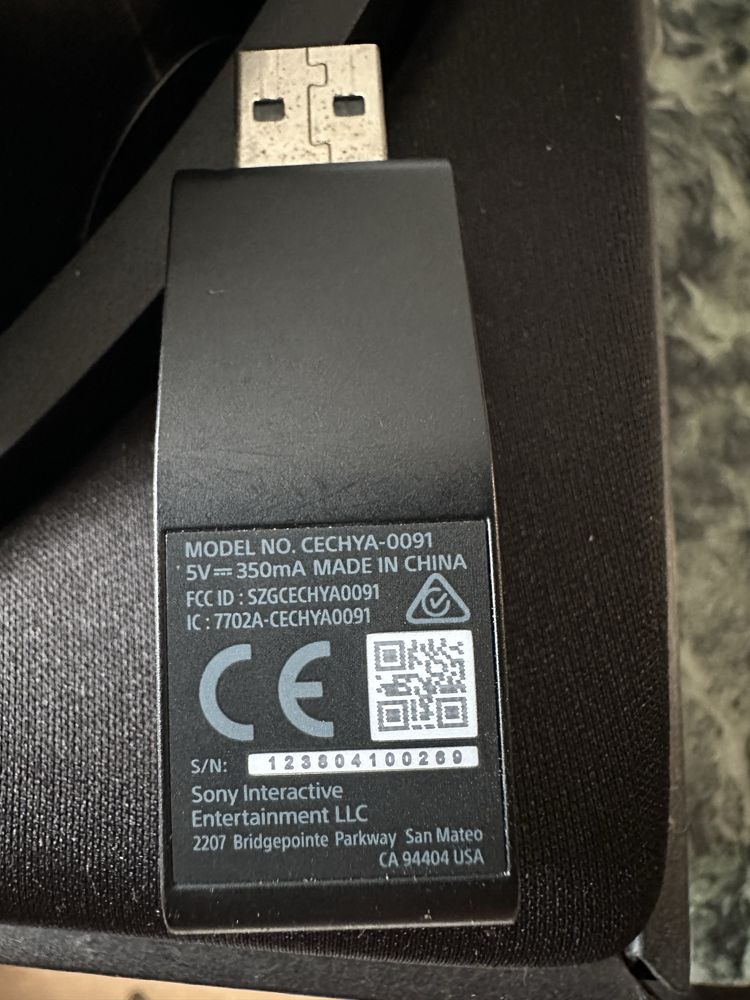 MODEL NO. CECHYA-0091
5V⎓350mA MADE IN CHINA
FCC ID : SZGCECHYA0091
IC : 7702A-CECHYA0091
CE
S/N: 123804100269
Sony Interactive
Entertainment LLC
2207 Bridgepointe Parkway San Mateo
CA 94404 USA